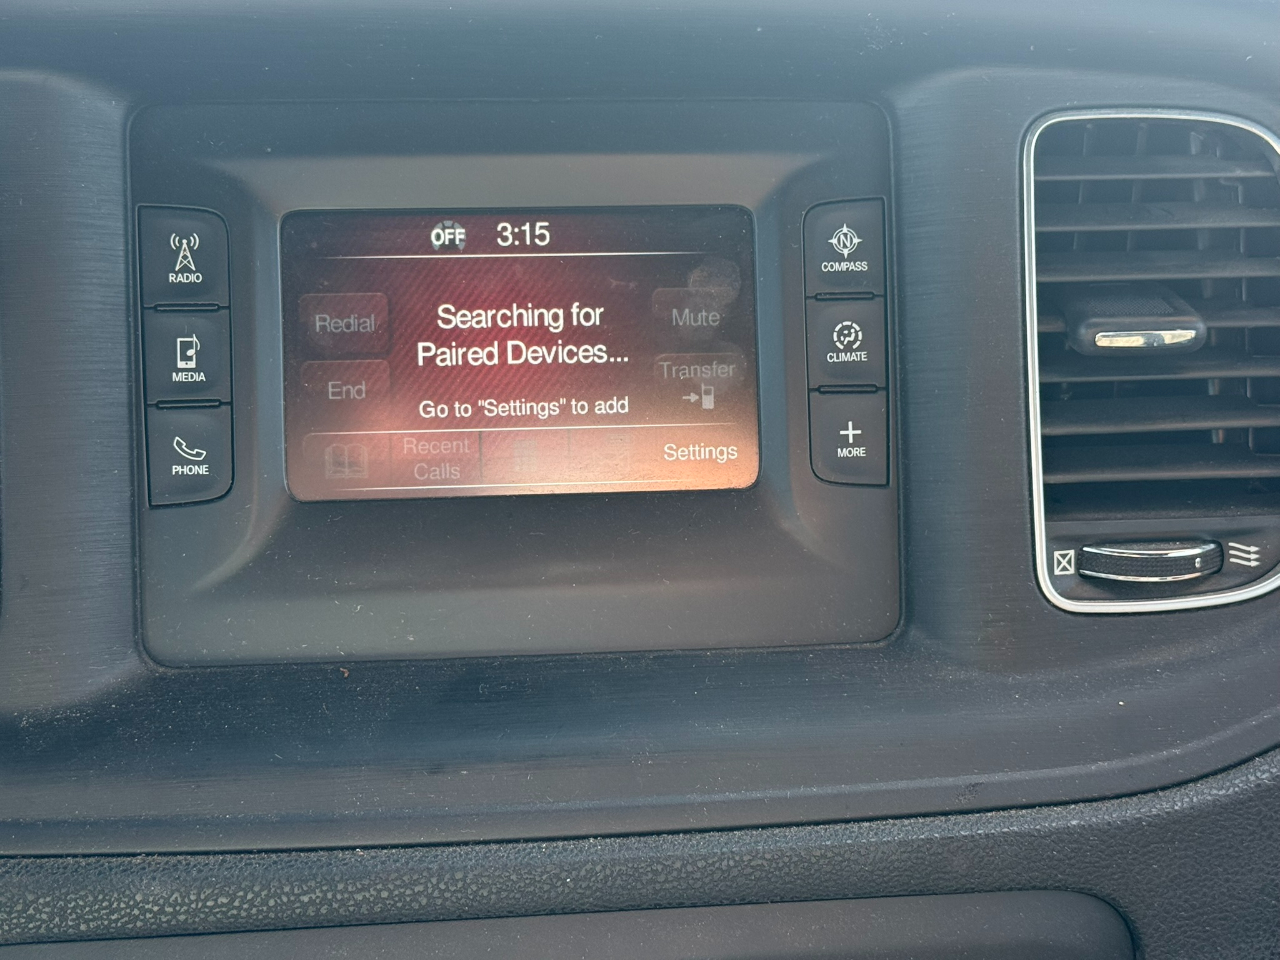 OFF 3:15
RADIO
MEDIA
PHONE
Redial
End
Searching for
Paired Devices...
Go to "Settings" to add
Mute
Transfer
Recent
Calls
Settings
N
COMPASS
CLIMATE
MORE